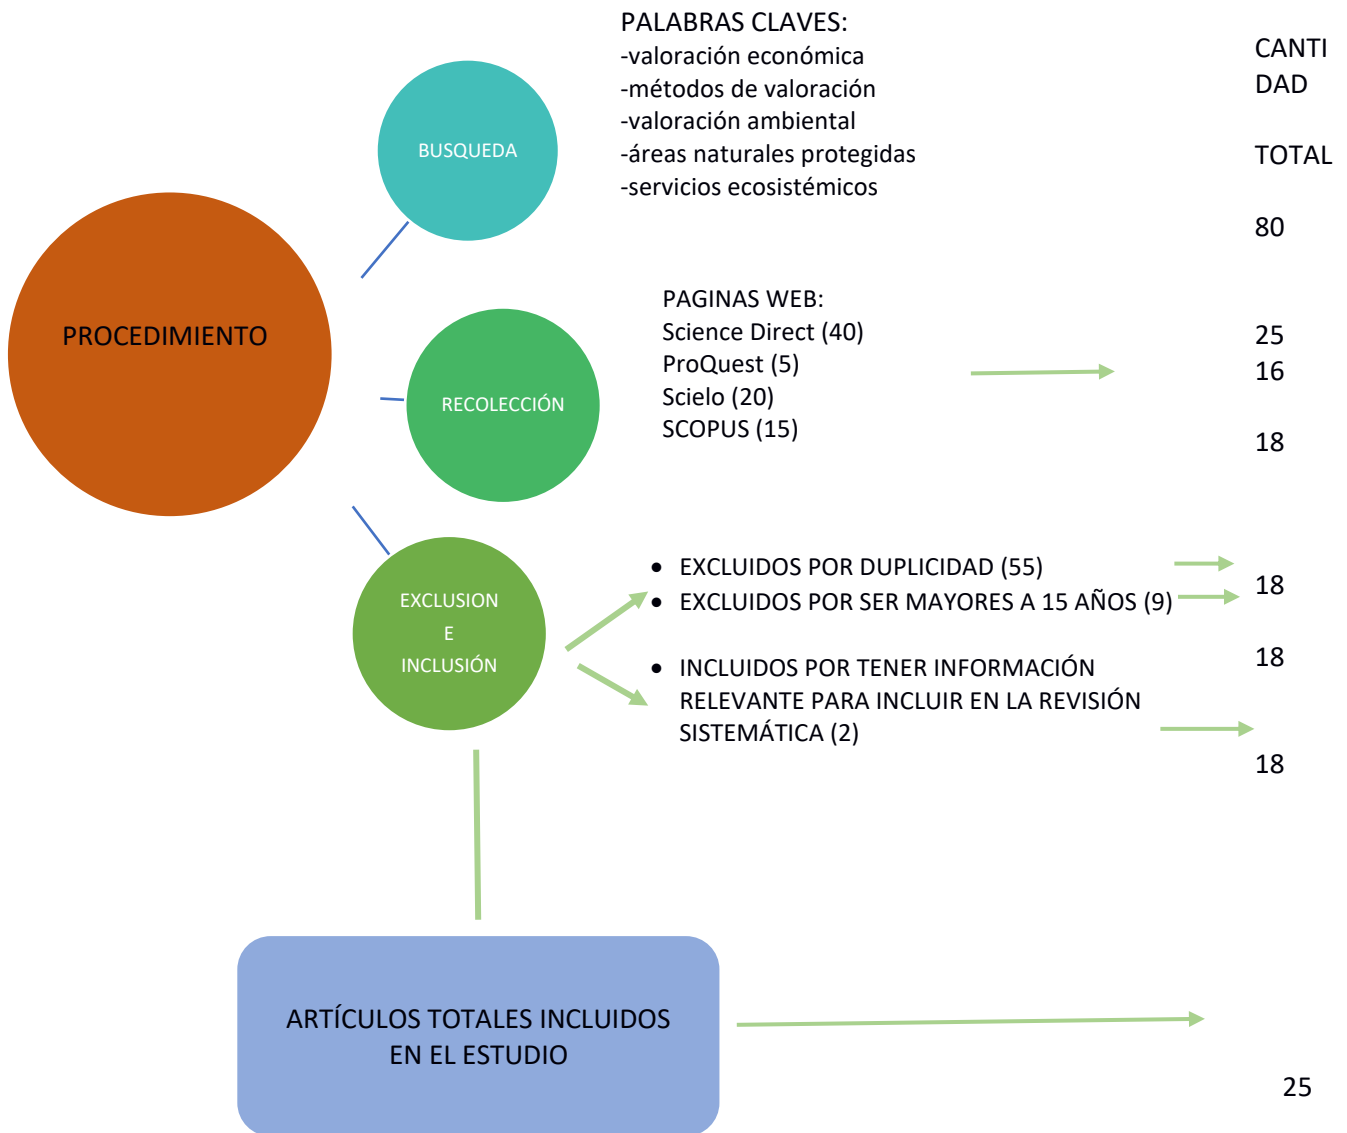 PALABRAS CLAVES:
-valoración económica
-métodos de valoración
-valoración ambiental
-áreas naturales protegidas
-servicios ecosistémicos
CANTI
DAD
TOTAL
80
BUSQUEDA
PROCEDIMIENTO
PAGINAS WEB:
Science Direct (40)
ProQuest (5)
Scielo (20)
SCOPUS (15)
25
16
18
RECOLECCIÓN
EXCLUSION
E
INCLUSIÓN
• EXCLUIDOS POR DUPLICIDAD (55)
• EXCLUIDOS POR SER MAYORES A 15 AÑOS (9)
• INCLUIDOS POR TENER INFORMACIÓN
RELEVANTE PARA INCLUIR EN LA REVISIÓN
SISTEMÁTICA (2)
18
18
18
ARTÍCULOS TOTALES INCLUIDOS
EN EL ESTUDIO
25